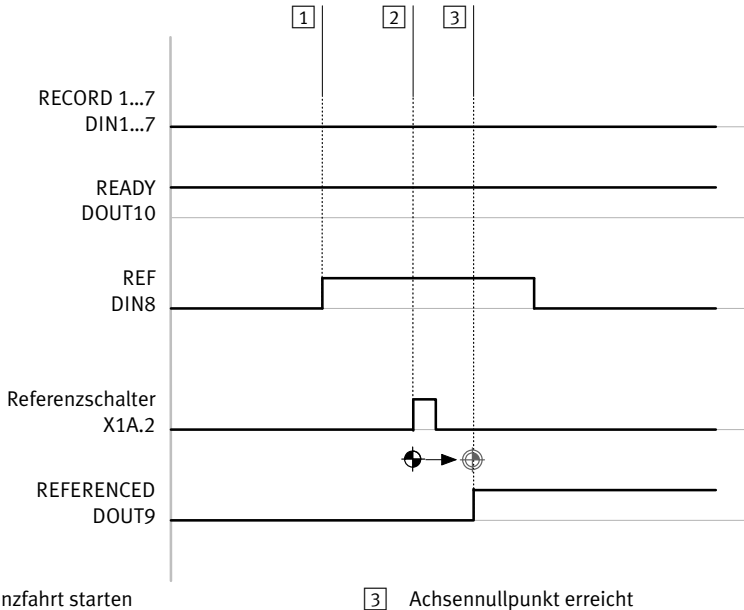 1 2 3
RECORD 1...7
DIN1...7
READY
DOUT10
REF
DIN8
Referenzschalter
X1A.2
REFERENCED
DOUT9
nzfahrt starten
3 Achsennullpunkt erreicht